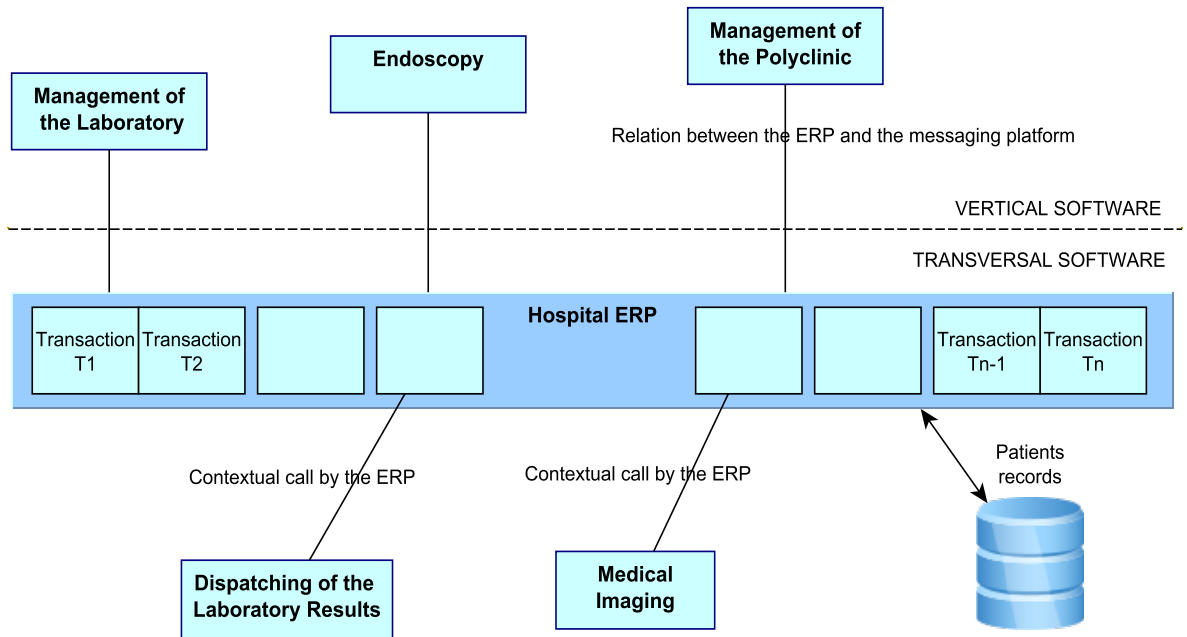 Management of
the Polyclinic
Endoscopy
Management of
the Laboratory
Relation between the ERP and the messaging platform
VERTICAL SOFTWARE
TRANSVERSAL SOFTWARE
Hospital ERP
Transaction
T1
Transaction
T2
Transaction
Tn-1
Transaction
Tn
Contextual call by the ERP
Contextual call by the ERP
Patients
records
Dispatching of the
Laboratory Results
Medical
Imaging